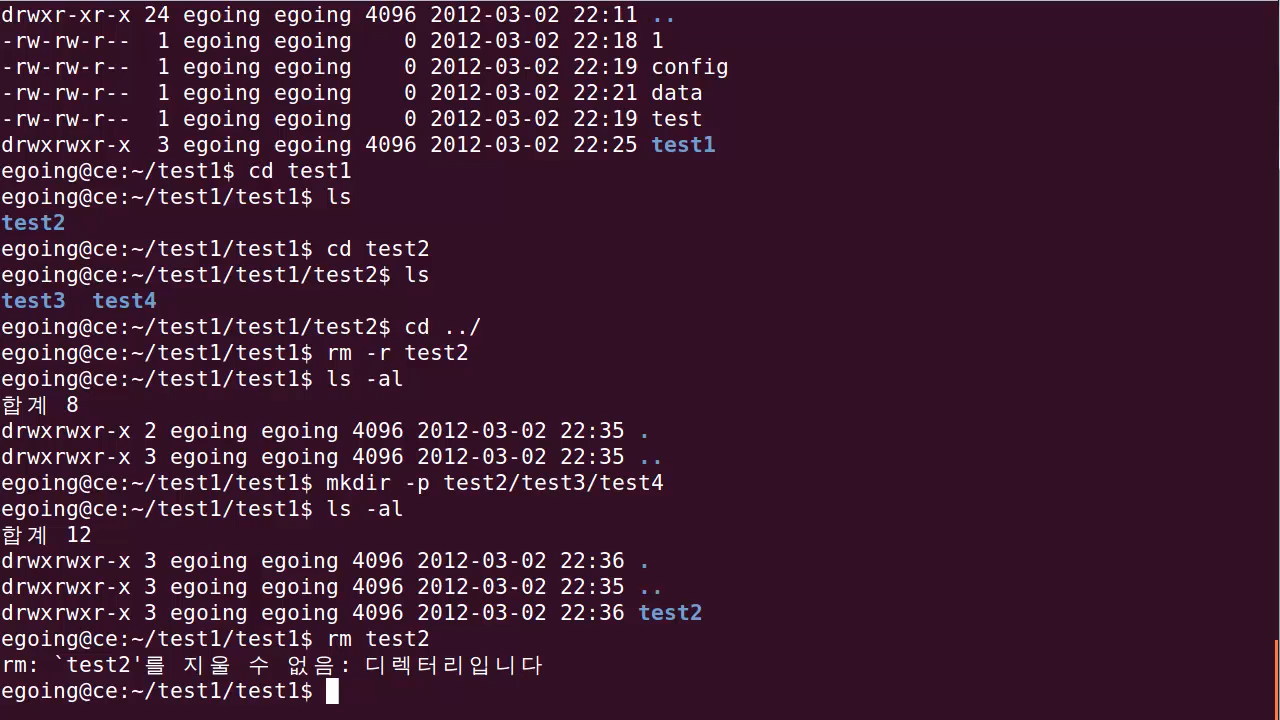 drwxr-xr-x 24 egoing egoing 4096 2012-03-02 22:11 ..
-rw-rw-r--  1 egoing egoing    0 2012-03-02 22:18 1
-rw-rw-r--  1 egoing egoing    0 2012-03-02 22:19 config
-rw-rw-r--  1 egoing egoing    0 2012-03-02 22:21 data
-rw-rw-r--  1 egoing egoing    0 2012-03-02 22:19 test
drwxrwxr-x  3 egoing egoing 4096 2012-03-02 22:25 test1
egoing@ce:~/test1$ cd test1
egoing@ce:~/test1/test1$ ls
test2
egoing@ce:~/test1/test1$ cd test2
egoing@ce:~/test1/test1/test2$ ls
test3  test4
egoing@ce:~/test1/test1/test2$ cd ../
egoing@ce:~/test1/test1$ rm -r test2
egoing@ce:~/test1/test1$ ls -al
합계 8
drwxrwxr-x 2 egoing egoing 4096 2012-03-02 22:35 .
drwxrwxr-x 3 egoing egoing 4096 2012-03-02 22:35 ..
egoing@ce:~/test1/test1$ mkdir -p test2/test3/test4
egoing@ce:~/test1/test1$ ls -al
합계 12
drwxrwxr-x 3 egoing egoing 4096 2012-03-02 22:36 .
drwxrwxr-x 3 egoing egoing 4096 2012-03-02 22:35 ..
drwxrwxr-x 3 egoing egoing 4096 2012-03-02 22:36 test2
egoing@ce:~/test1/test1$ rm test2
rm: `test2'를 지울 수 없음: 디렉터리입니다
egoing@ce:~/test1/test1$